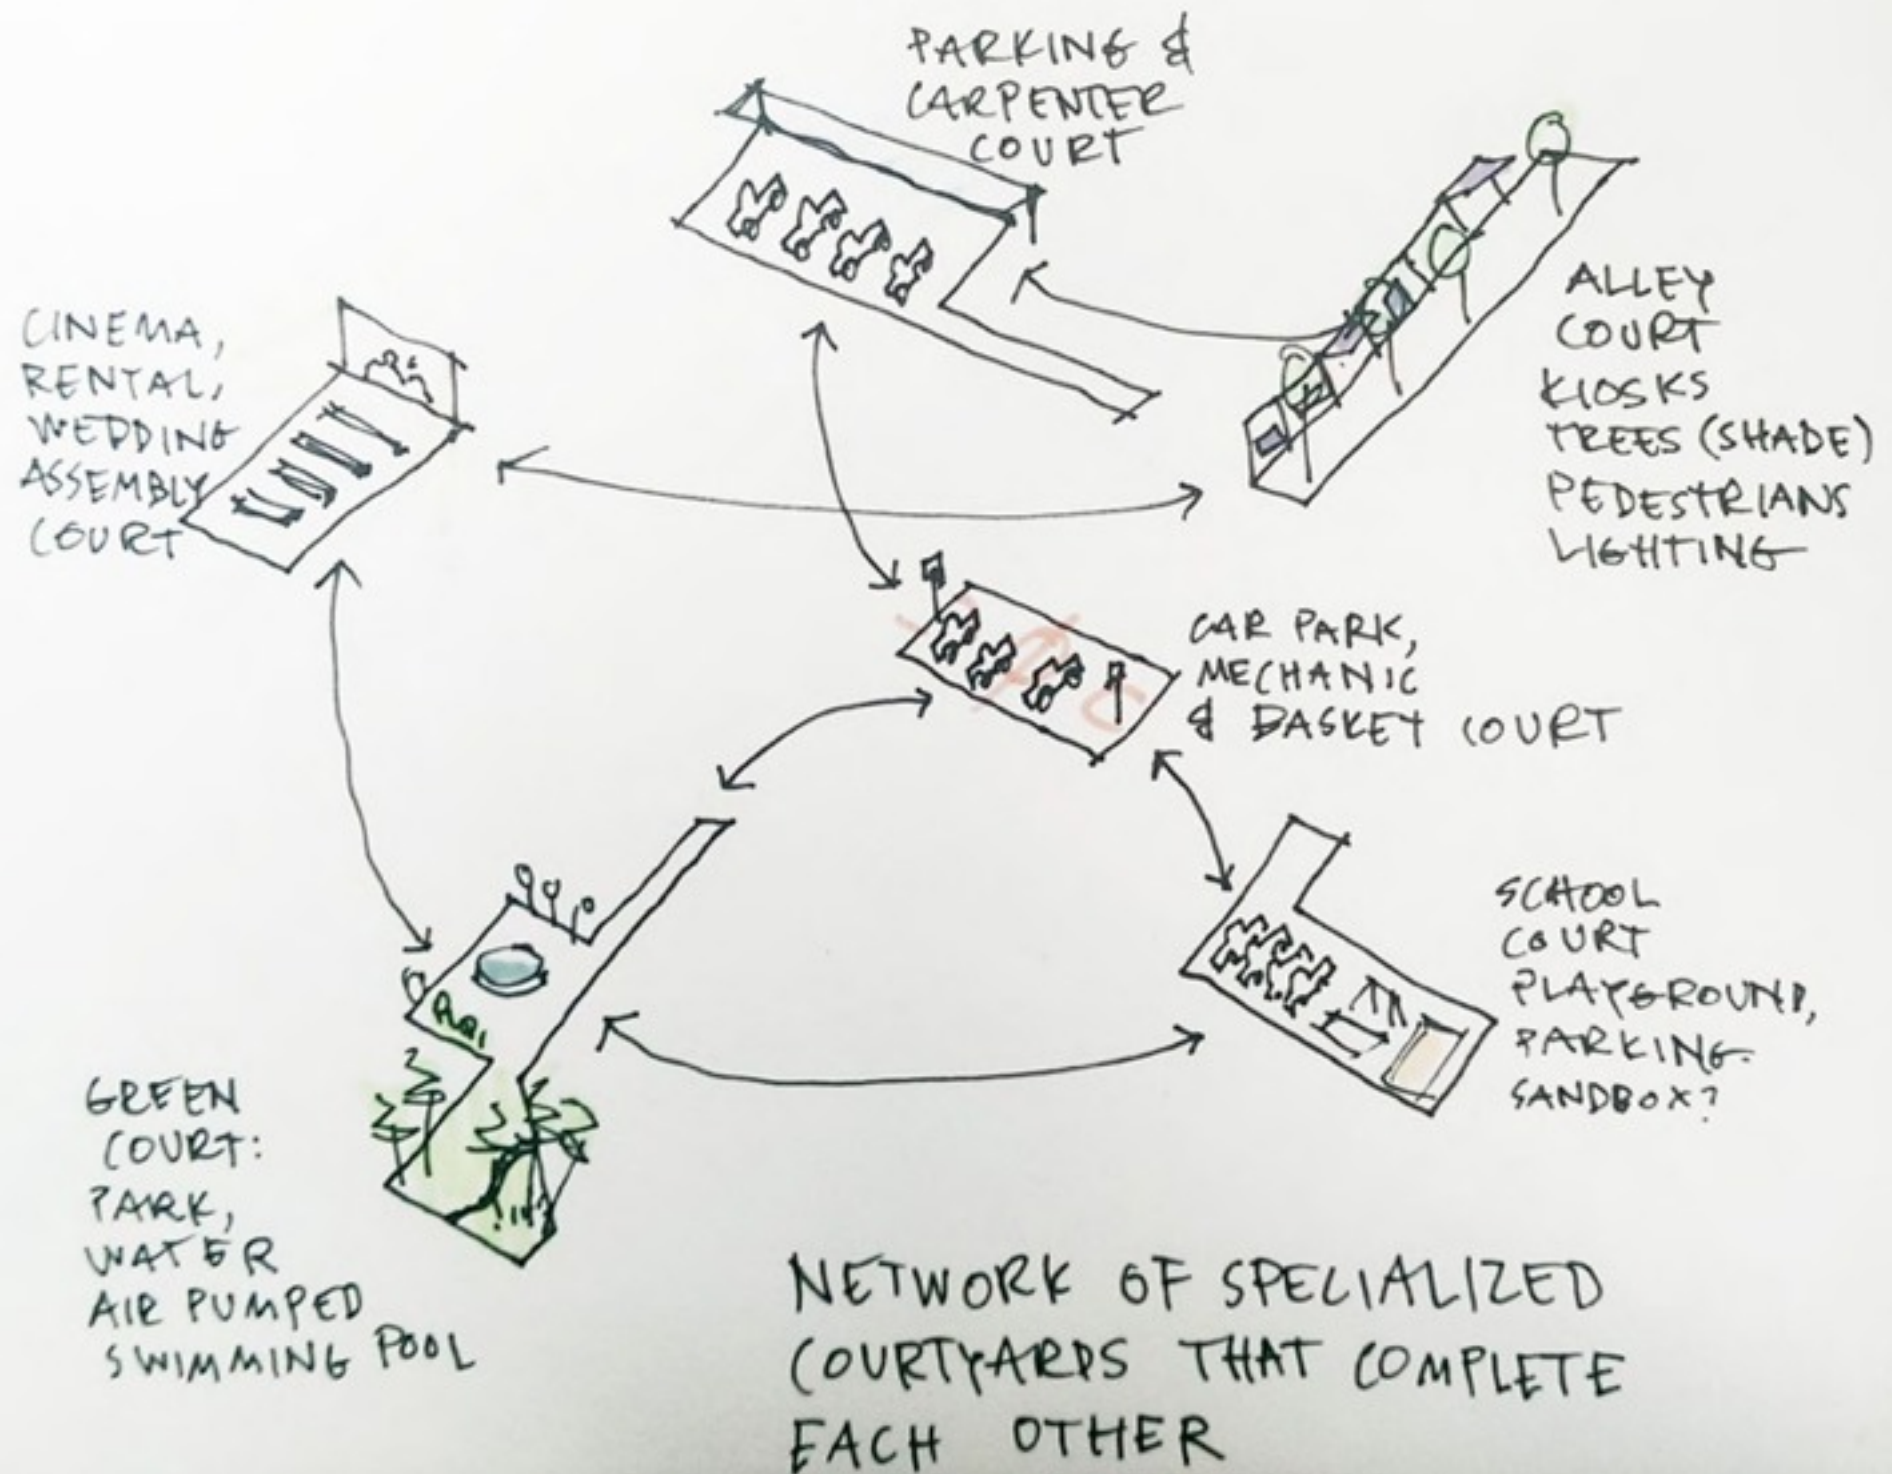 PARKING &
CARPENTER
COURT
CINEMA,
RENTAL,
WEDDING
ASSEMBLY
COURT
ALLEY
COURT
KIOSKS
TREES (SHADE)
PEDESTRIANS
LIGHTING
CAR PARK,
MECHANIC
& BASKET COURT
SCHOOL
COURT
PLAYGROUND,
PARKING.
SANDBOX?
GREEN
COURT:
PARK,
WATER
AIR PUMPED
SWIMMING POOL
NETWORK OF SPECIALIZED
COURTYARDS THAT COMPLETE
EACH OTHER